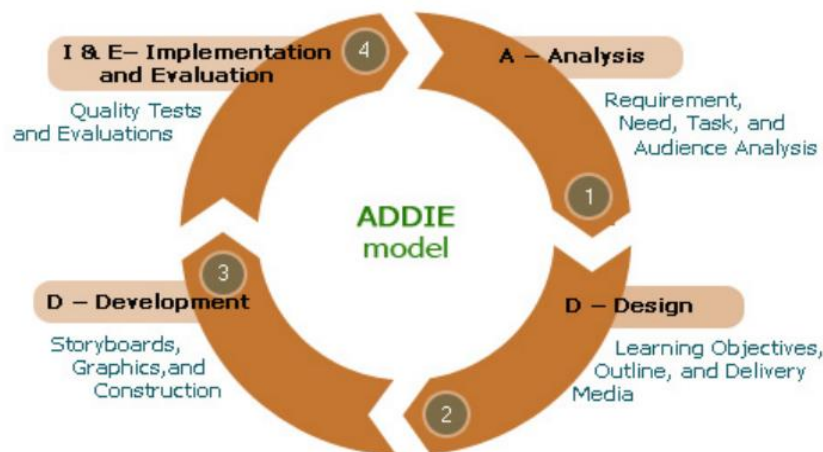 A – Analysis
Requirement,
Need, Task, and
Audience Analysis
1
D – Design
Learning Objectives,
Outline, and Delivery
Media
2
D – Development
Storyboards,
Graphics,and
Construction
3
I & E– Implementation
and Evaluation
Quality Tests
and Evaluations
4
ADDIE
model